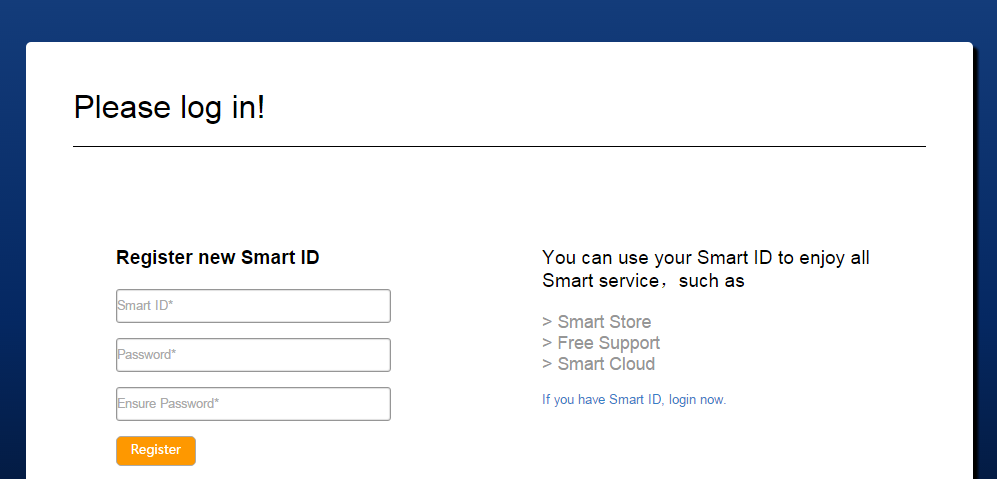 Please log in!
Register new Smart ID
Smart ID*
Password*
Ensure Password*
Register
You can use your Smart ID to enjoy all
Smart service，such as
> Smart Store
> Free Support
> Smart Cloud
If you have Smart ID, login now.